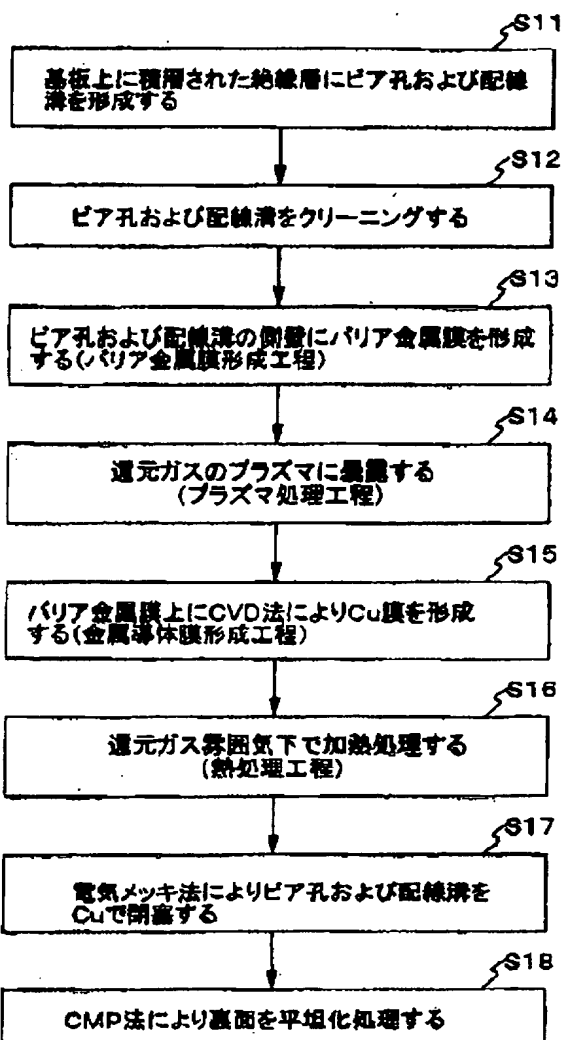 S11
基板上に積層された絶縁層にビア孔および配線
溝を形成する
S12
ビア孔および配線溝をクリーニングする
S13
ビア孔および配線溝の側壁にバリア金属膜を形成
する(バリア金属膜形成工程)
S14
還元ガスのプラズマに暴露する
(プラズマ処理工程)
S15
バリア金属膜上にCVD法によりCu膜を形成
する(金属導体膜形成工程)
S16
還元ガス雰囲気下で加熱処理する
(熱処理工程)
S17
電気メッキ法によりビア孔および配線溝を
Cuで閉塞する
S18
CMP法により裏面を平坦化処理する